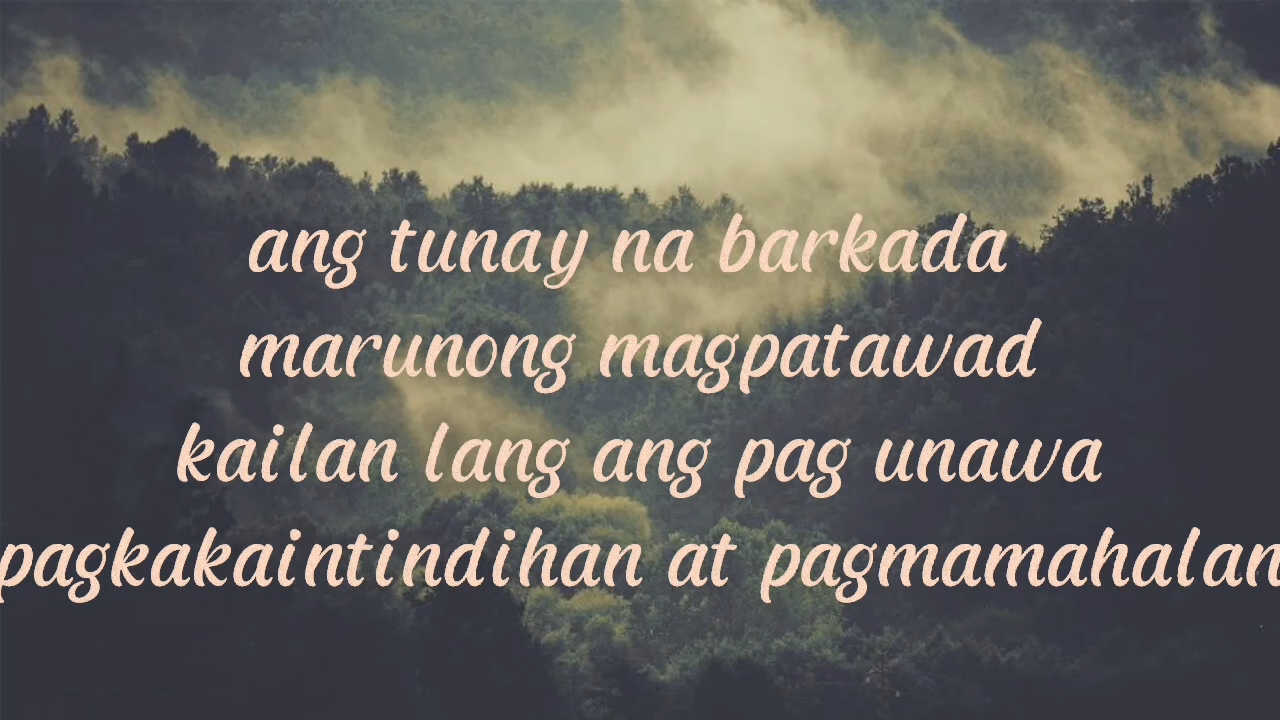 ang tunay na barkada
marunong magpatawad
kailan lang ang pag unawa
pagkakaintindihan at pagmamahalan